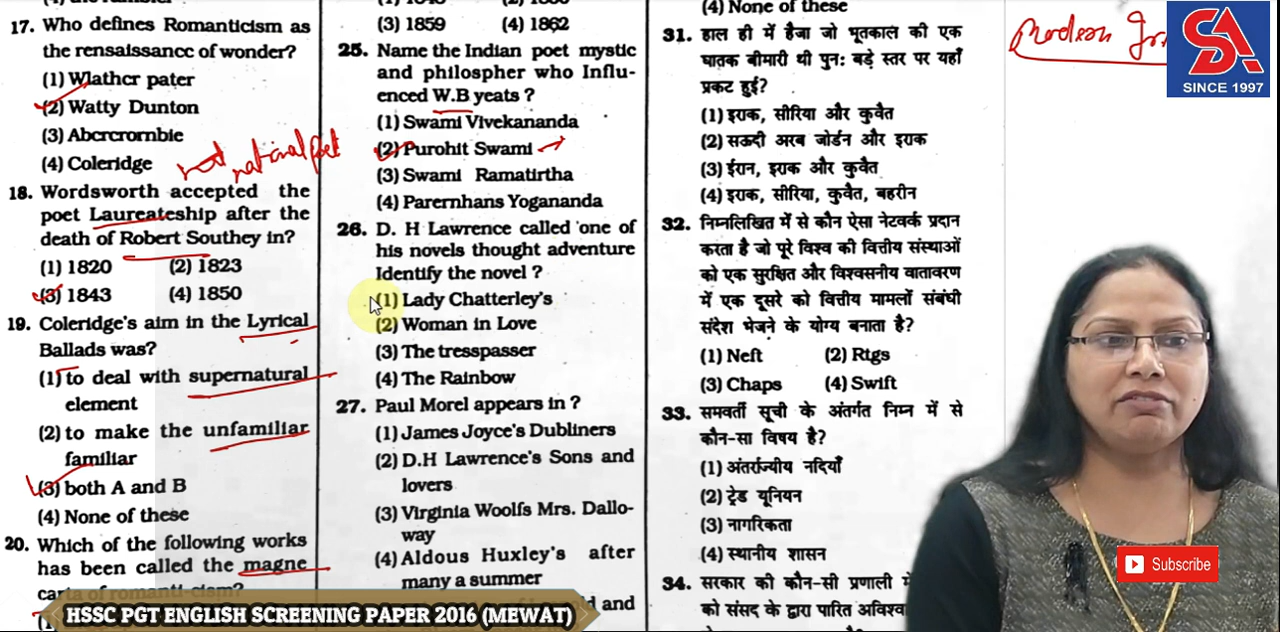 17. Who defines Romanticism as
the rensaissance of wonder?
(1) Wlather pater
(2) Watty Dunton
(3) Abercrornbie
(4) Coleridge
not national poet
18. Wordsworth accepted the
poet Laureateship after the
death of Robert Southey in?
(1) 1820 (2) 1823
(3) 1843 (4) 1850
19. Coleridge's aim in the Lyrical
Ballads was?
(1) to deal with supernatural
element
(2) to make the unfamiliar
familiar
(3) both A and B
(4) None of these
20. Which of the following works
has been called the magne
carta of romanti-cism?
(3) 1859 (4) 1862
25. Name the Indian poet mystic
and philospher who Influ-
enced W.B yeats ?
(1) Swami Vivekananda
(2) Purohit Swami
(3) Swami Ramatirtha
(4) Parernhans Yogananda
26. D. H Lawrence called one of
his novels thought adventure
Identify the novel ?
(1) Lady Chatterley's
(2) Woman in Love
(3) The tresspasser
(4) The Rainbow
27. Paul Morel appears in ?
(1) James Joyce's Dubliners
(2) D.H Lawrence's Sons and
lovers
(3) Virginia Woolfs Mrs. Dallo-
way
(4) Aldous Huxley's after
many a summer
and
(4) None of these
31. हाल ही में हैजा जो भूतकाल की एक
घातक बीमारी थी पुन: बड़े स्तर पर यहाँ
प्रकट हुई?
(1) इराक, सीरिया और कुवैत
(2) सऊदी अरब जोर्डन और इराक
(3) ईरान, इराक और कुवैत
(4) इराक, सीरिया, कुवैत, बहरीन
32. निम्नलिखित में से कौन ऐसा नेटवर्क प्रदान
करता है जो पूरे विश्व की वित्तीय संस्थाओं
को एक सुरक्षित और विश्वसनीय वातावरण
में एक दूसरे को वित्तीय मामलों संबंधी
संदेश भेजने के योग्य बनाता है?
(1) Neft (2) Rtgs
(3) Chaps (4) Swift
33. समवर्ती सूची के अंतर्गत निम्न में से
कौन-सा विषय है?
(1) अंतर्राज्यीय नदियाँ
(2) ट्रेड यूनियन
(3) नागरिकता
(4) स्थानीय शासन
34. सरकार की कौन-सी प्रणाली में
को संसद के द्वारा पारित
SA
SINCE 1997
Subscribe
HSSC PGT ENGLISH SCREENING PAPER 2016 (MEWAT)